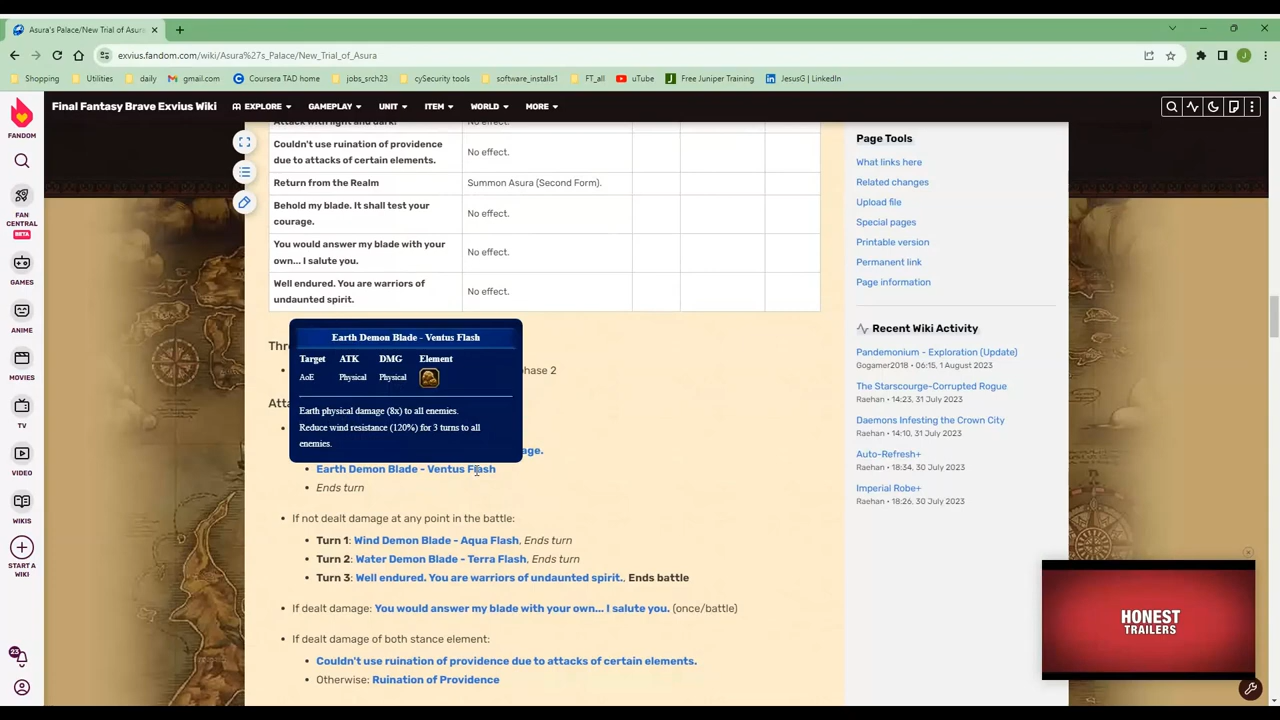 Asura's Palace/New Trial of Asura
exvius.fandom.com/wiki/Asura%27s_Palace/New_Trial_of_Asura
J
Shopping
Utilities
daily
gmail.com
Coursera TAD home
jobs_srch23
cySecurity tools
software_installs1
FT_all
uTube
Free Juniper Training
JesusG | LinkedIn
Final Fantasy Brave Exvius Wiki
EXPLORE
GAMEPLAY
UNIT
ITEM
WORLD
MORE
FANDOM
FAN
CENTRAL
BETA
GAMES
ANIME
MOVIES
TV
VIDEO
WIKIS
START A
WIKI
23
Attack with light and dark.
No effect.
Couldn't use ruination of providence
due to attacks of certain elements.
No effect.
Return from the Realm
Summon Asura (Second Form).
Behold my blade. It shall test your
courage.
No effect.
You would answer my blade with your
own... I salute you.
No effect.
Well endured. You are warriors of
undaunted spirit.
No effect.
Thre
phase 2
Atta
age.
Earth Demon Blade - Ventus Flash
Target ATK DMG Element
AoE Physical Physical
Earth physical damage (8x) to all enemies.
Reduce wind resistance (120%) for 3 turns to all
enemies.
Earth Demon Blade - Ventus Flash
Ends turn
If not dealt damage at any point in the battle:
Turn 1: Wind Demon Blade - Aqua Flash, Ends turn
Turn 2: Water Demon Blade - Terra Flash, Ends turn
Turn 3: Well endured. You are warriors of undaunted spirit., Ends battle
If dealt damage: You would answer my blade with your own... I salute you. (once/battle)
If dealt damage of both stance element:
Couldn't use ruination of providence due to attacks of certain elements.
Otherwise: Ruination of Providence
Page Tools
What links here
Related changes
Upload file
Special pages
Printable version
Permanent link
Page information
Recent Wiki Activity
Pandemonium - Exploration (Update)
Gogamer2018 • 06:15, 1 August 2023
The Starscourge-Corrupted Rogue
Raehan • 14:23, 31 July 2023
Daemons Infesting the Crown City
Raehan • 14:10, 31 July 2023
Auto-Refresh+
Raehan • 18:34, 30 July 2023
Imperial Robe+
Raehan • 18:26, 30 July 2023
HONEST
TRAILERS